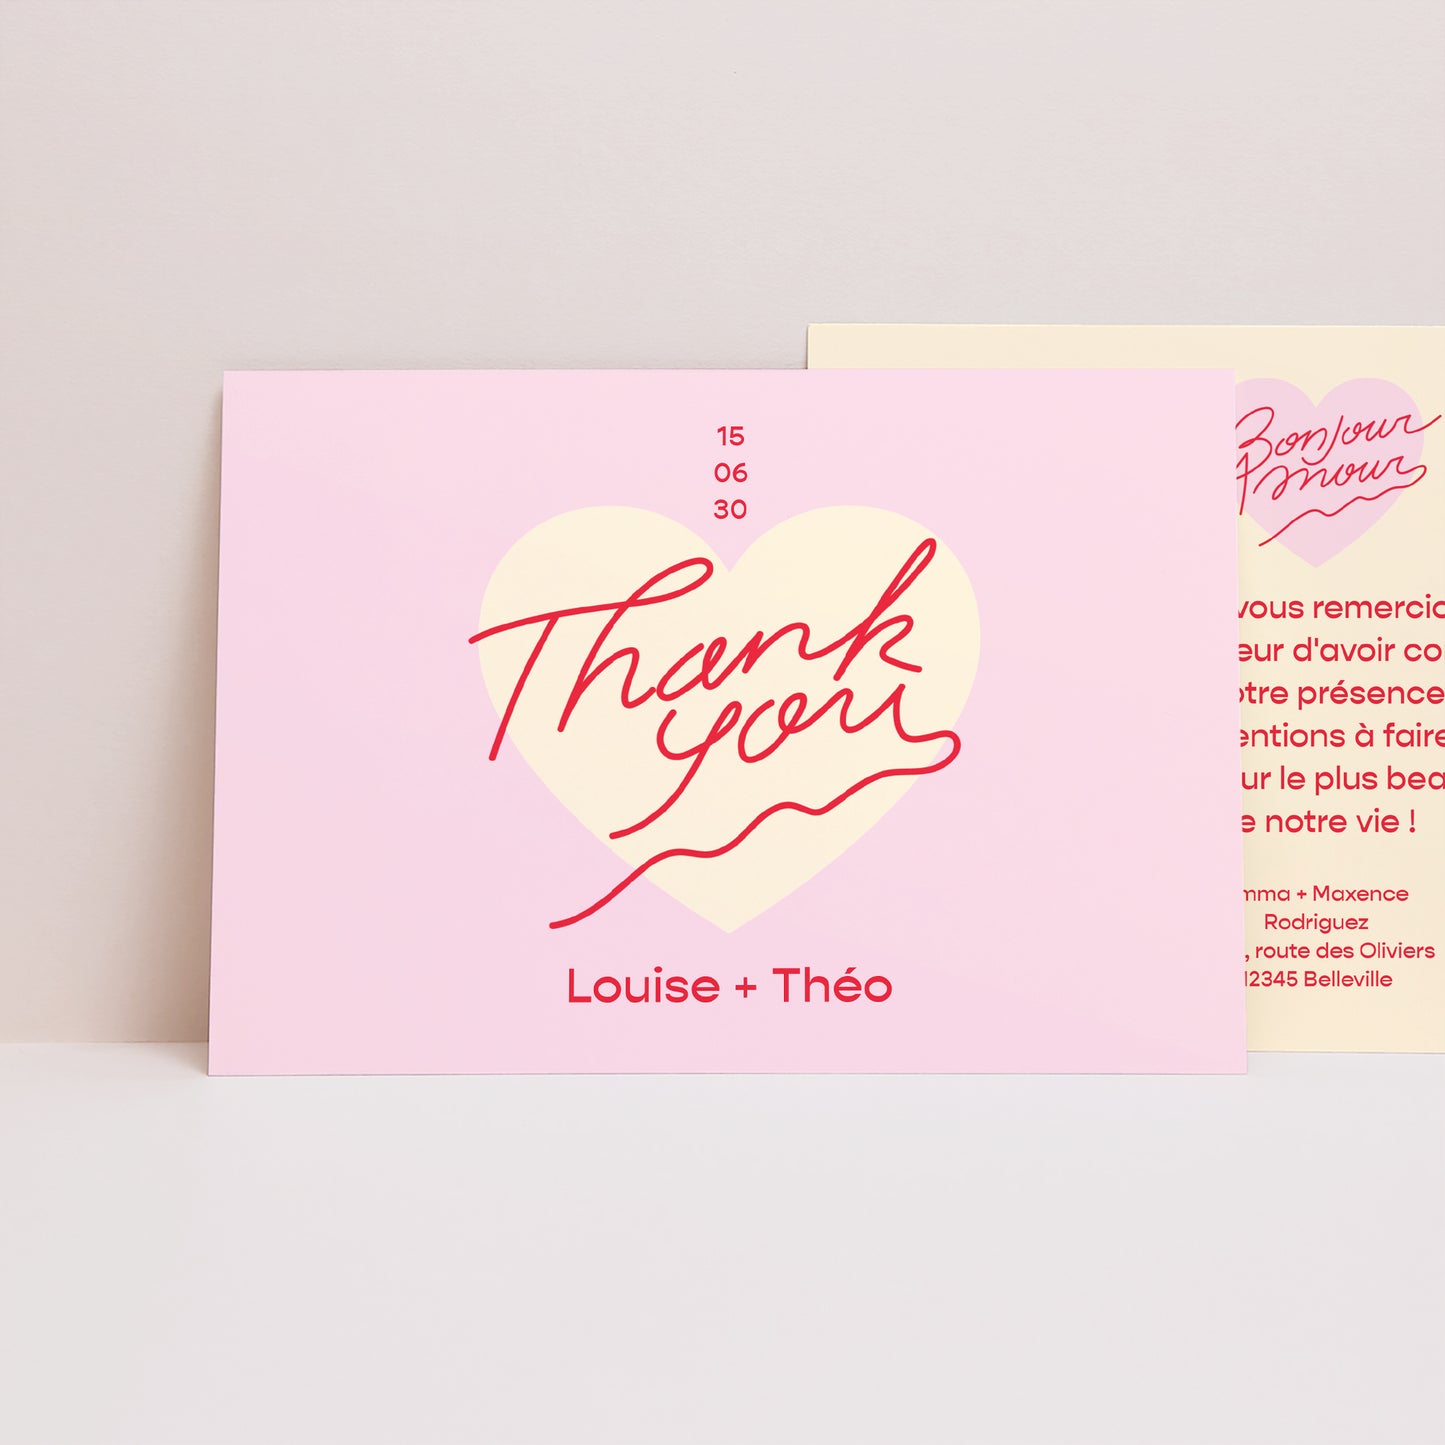 15
06
30
Thank
you
Louise + Théo
Bonjour
Amour
vous remercio
eur d'avoir co
otre présence
entions à faire
ur le plus bea
e notre vie !
mma + Maxence
Rodriguez
, route des Oliviers
12345 Belleville